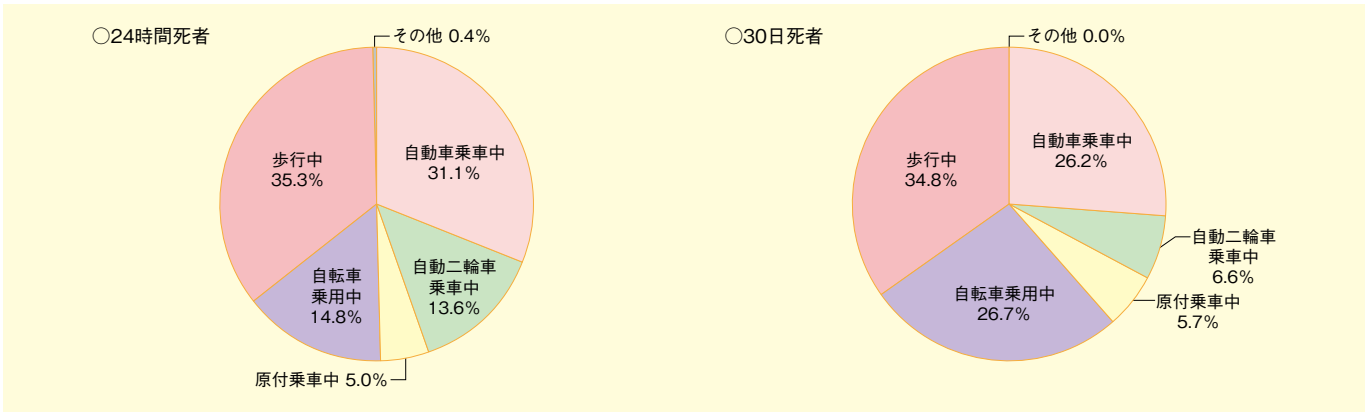 ○24時間死者
その他 0.4%
自動車乗車中
31.1%
歩行中
35.3%
自動二輪車
乗車中
13.6%
自転車
乗用中
14.8%
原付乗車中 5.0%
○30日死者
その他 0.0%
自動車乗車中
26.2%
歩行中
34.8%
自動二輪車
乗車中
6.6%
自転車乗用中
26.7%
原付乗車中
5.7%